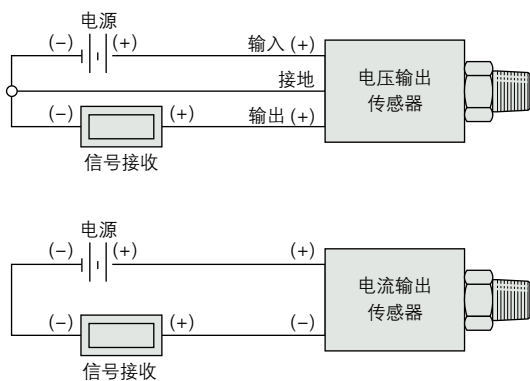 电源
(−) (+) 输入 (+)
接地
电压输出
传感器
(−) (+) 输出 (+)
信号接收
电源
(−) (+) (+)
电流输出
传感器
(−) (+) (−)
信号接收